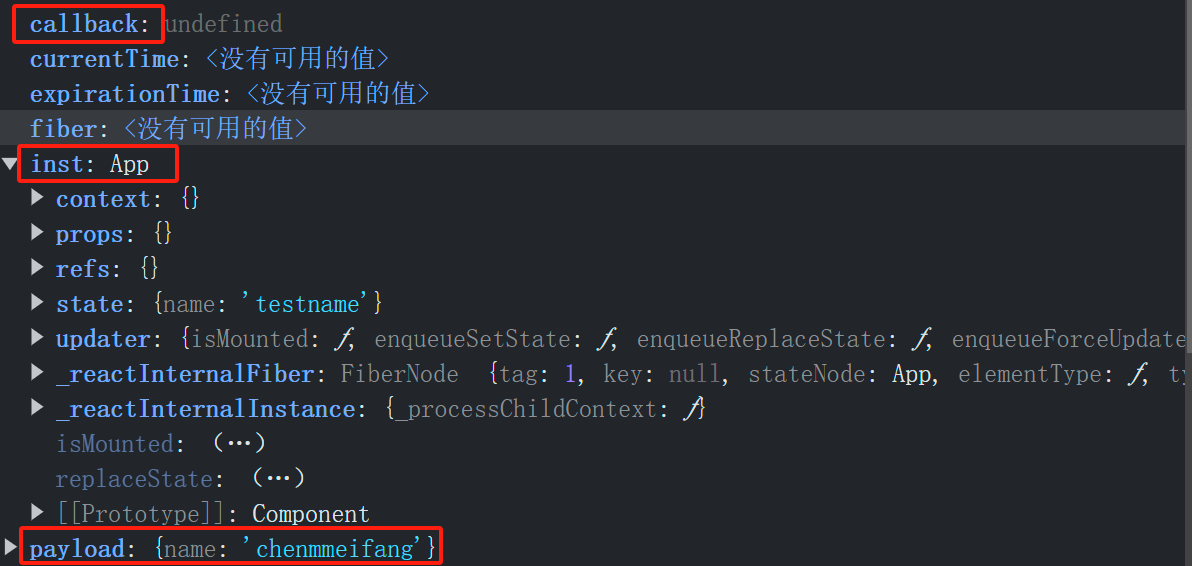 callback: undefined
currentTime: <没有可用的值>
expirationTime: <没有可用的值>
fiber: <没有可用的值>
inst: App
context: {}
props: {}
refs: {}
state: {name: 'testname'}
updater: {isMounted: ƒ, enqueueSetState: ƒ, enqueueReplaceState: ƒ, enqueueForceUpdate
_reactInternalFiber: FiberNode {tag: 1, key: null, stateNode: App, elementType: ƒ, ty
_reactInternalInstance: {_processChildContext: ƒ}
isMounted: (…)
replaceState: (…)
[[Prototype]]: Component
payload: {name: 'chenmmeifang'}